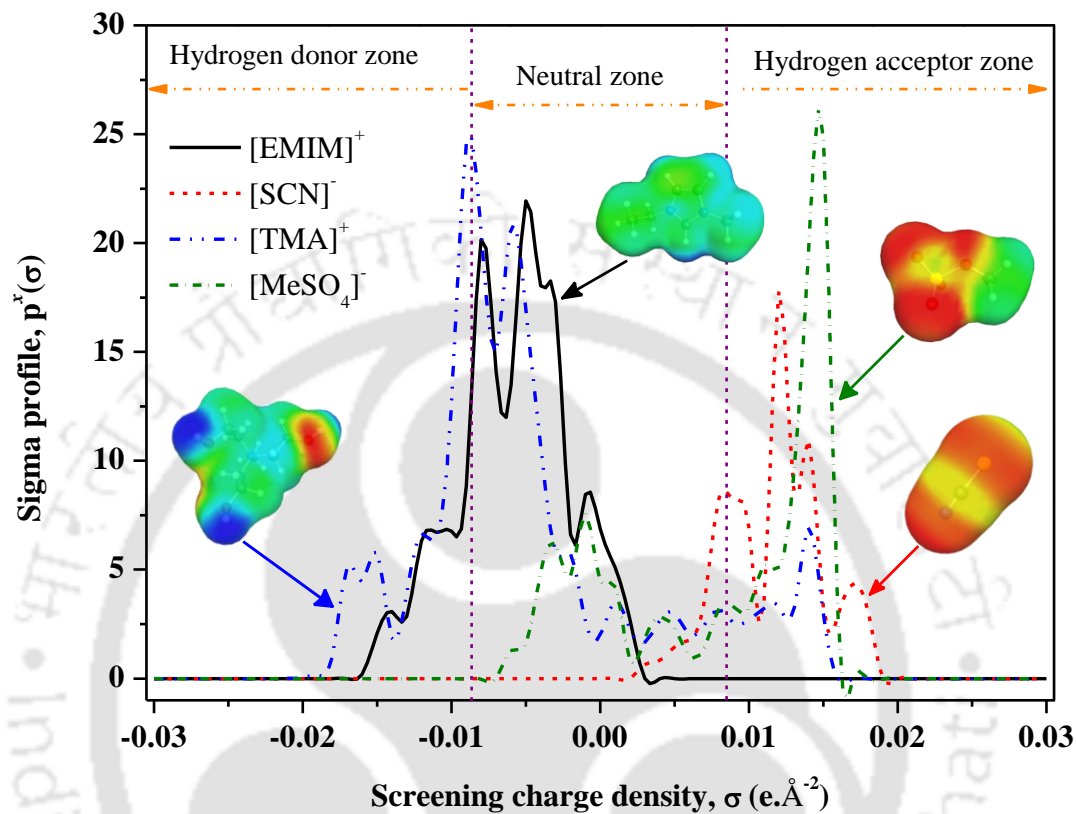 30
25
20
15
10
5
0
Sigma profile, pˣ(σ)
Hydrogen donor zone
Neutral zone
Hydrogen acceptor zone
[EMIM]⁺
[SCN]⁻
[TMA]⁺
[MeSO₄]⁻
-0.03 -0.02 -0.01 0.00 0.01 0.02 0.03
Screening charge density, σ (e.Å⁻²)